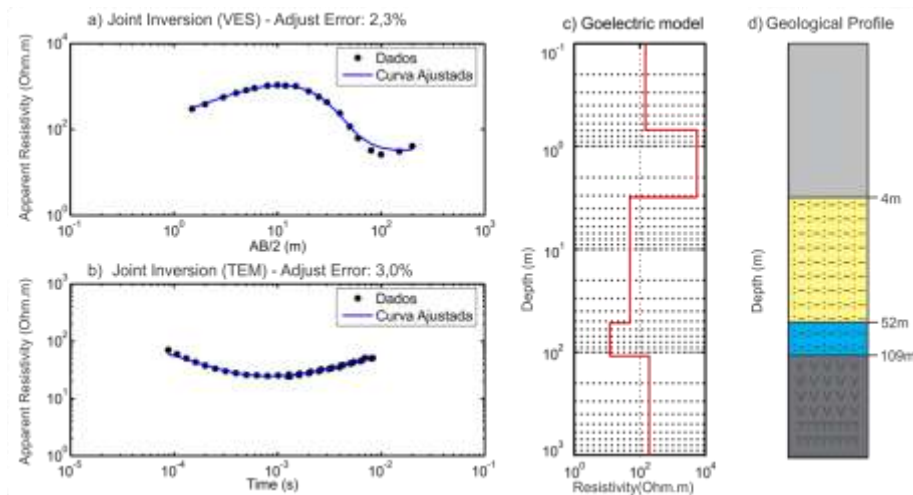 a) Joint Inversion (VES) - Adjust Error: 2,3%
Apparent Resistivity (Ohm.m)
10^4
10^2
10^0
Dados
Curva Ajustada
10^-1
10^0
10^1
10^2
10^3
AB/2 (m)
b) Joint Inversion (TEM) - Adjust Error: 3,0%
Apparent Resistivity (Ohm.m)
10^3
10^2
10^1
10^0
Dados
Curva Ajustada
10^-5
10^-4
10^-3
10^-2
10^-1
Time (s)
c) Goelectric model
Depth (m)
10^-1
10^0
10^1
10^2
10^3
10^0
10^2
10^4
Resistivity(Ohm.m)
d) Geological Profile
Depth (m)
4m
52m
109m